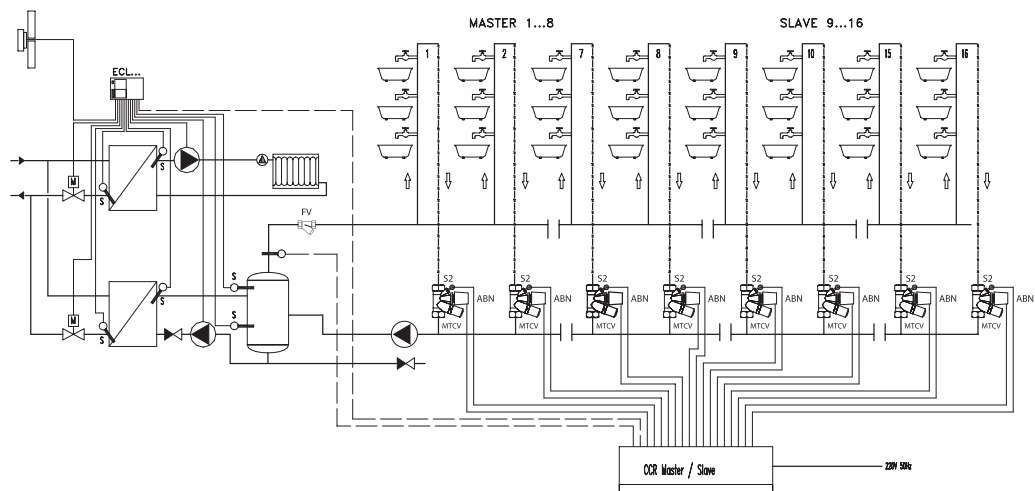 MASTER 1...8
SLAVE 9...16
ECL...
1
2
7
8
9
10
15
16
S
M
S
FV
S
S
M
S
S
S2
S2
S2
S2
S2
S2
S2
S2
ABN
ABN
ABN
ABN
ABN
ABN
ABN
ABN
MTCV
MTCV
MTCV
MTCV
MTCV
MTCV
MTCV
MTCV
CCR Master / Slave
220V 50Hz